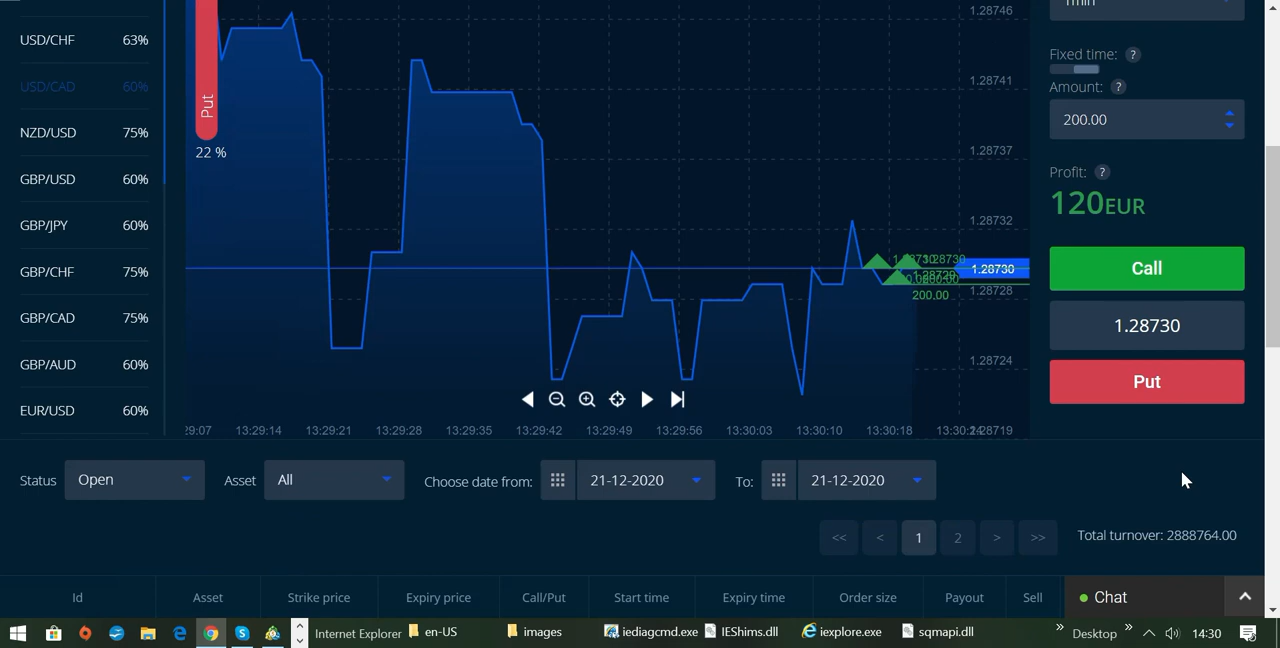 USD/CHF 63%
USD/CAD 60%
NZD/USD 75%
GBP/USD 60%
GBP/JPY 60%
GBP/CHF 75%
GBP/CAD 75%
GBP/AUD 60%
EUR/USD 60%
Put
22 %
1.28746
1.28741
1.28737
1.28732
1.28730
1.28728
1.28724
1.28719
1.28730
200.00
13:29:14 13:29:21 13:29:28 13:29:35 13:29:42 13:29:49 13:29:56 13:30:03 13:30:10 13:30:18
1min
Fixed time: ?
Amount: ?
200.00
Profit: ?
120EUR
Call
1.28730
Put
Status Open Asset All Choose date from: 21-12-2020 To: 21-12-2020
<< < 1 2 > >> Total turnover: 2888764.00
Id Asset Strike price Expiry price Call/Put Start time Expiry time Order size Payout Sell Chat
Internet Explorer en-US images iediagcmd.exe IEShims.dll iexplore.exe sqmapi.dll » Desktop » 14:30